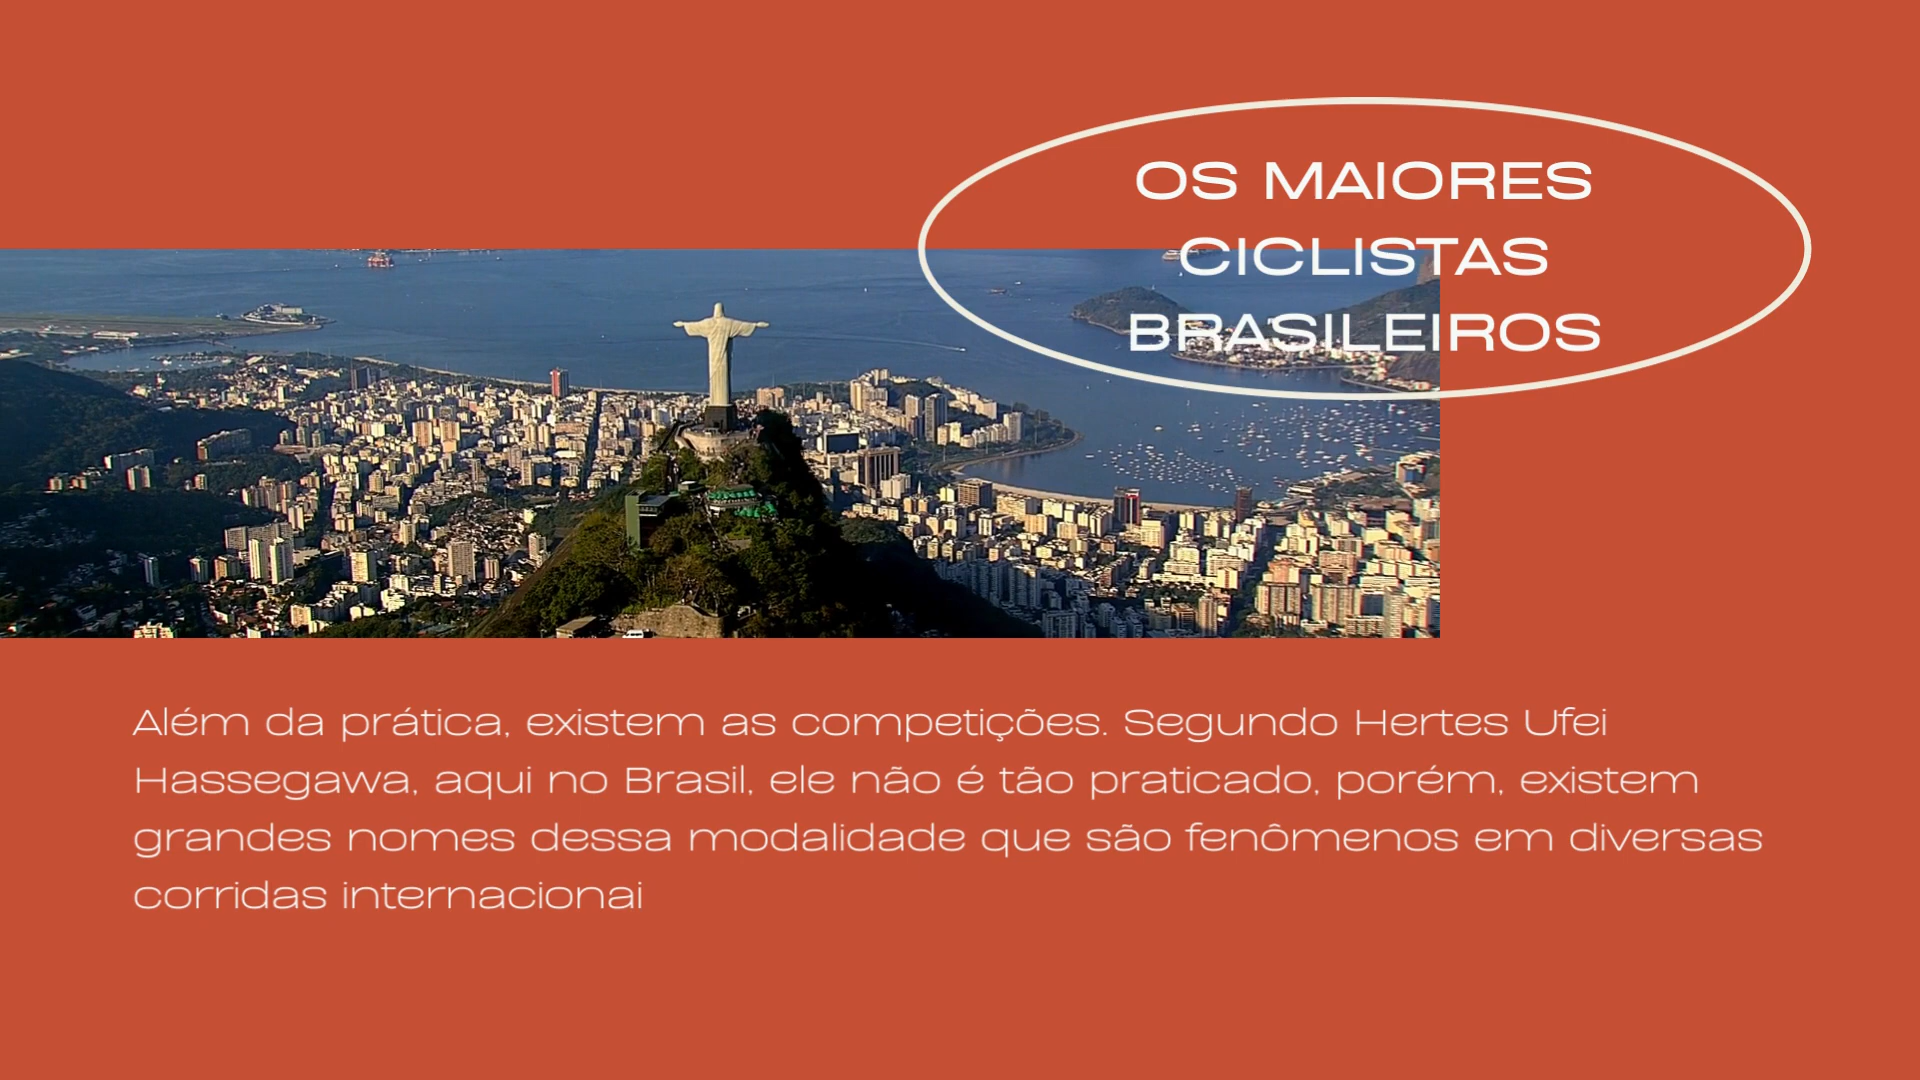 OS MAIORES
CICLISTAS
BRASILEIROS
Além da prática, existem as competições. Segundo Hertes Ufei
Hassegawa, aqui no Brasil, ele não é tão praticado, porém, existem
grandes nomes dessa modalidade que são fenômenos em diversas
corridas internacionai